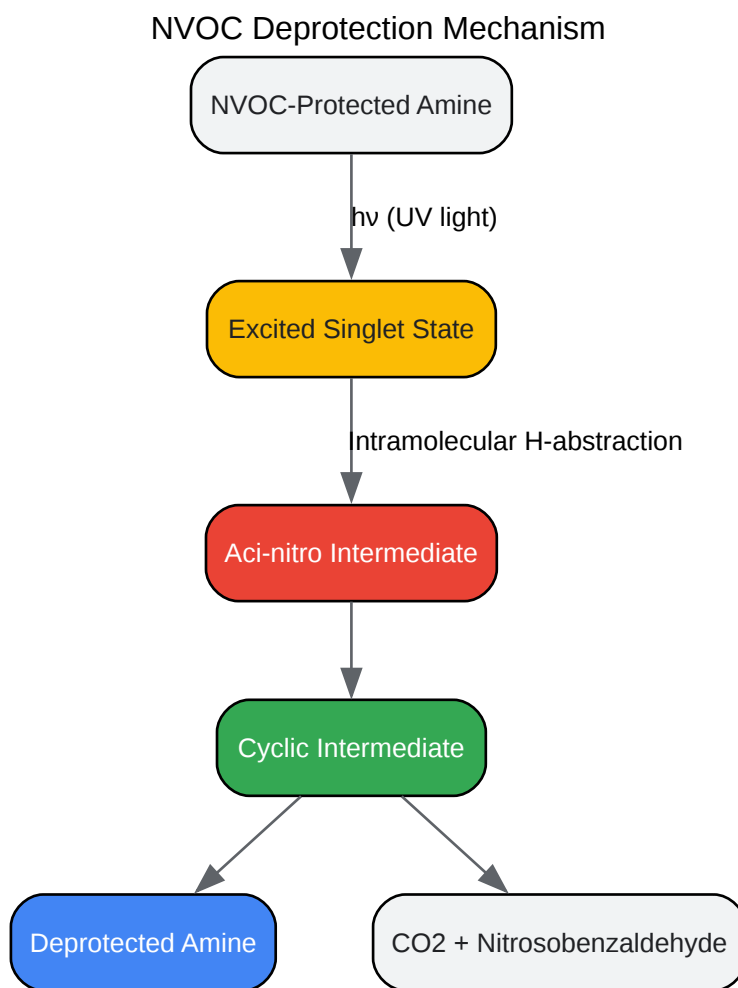 NVOC Deprotection Mechanism
NVOC-Protected Amine
hν (UV light)
Excited Singlet State
Intramolecular H-abstraction
Aci-nitro Intermediate
Cyclic Intermediate
Deprotected Amine
CO2 + Nitrosobenzaldehyde